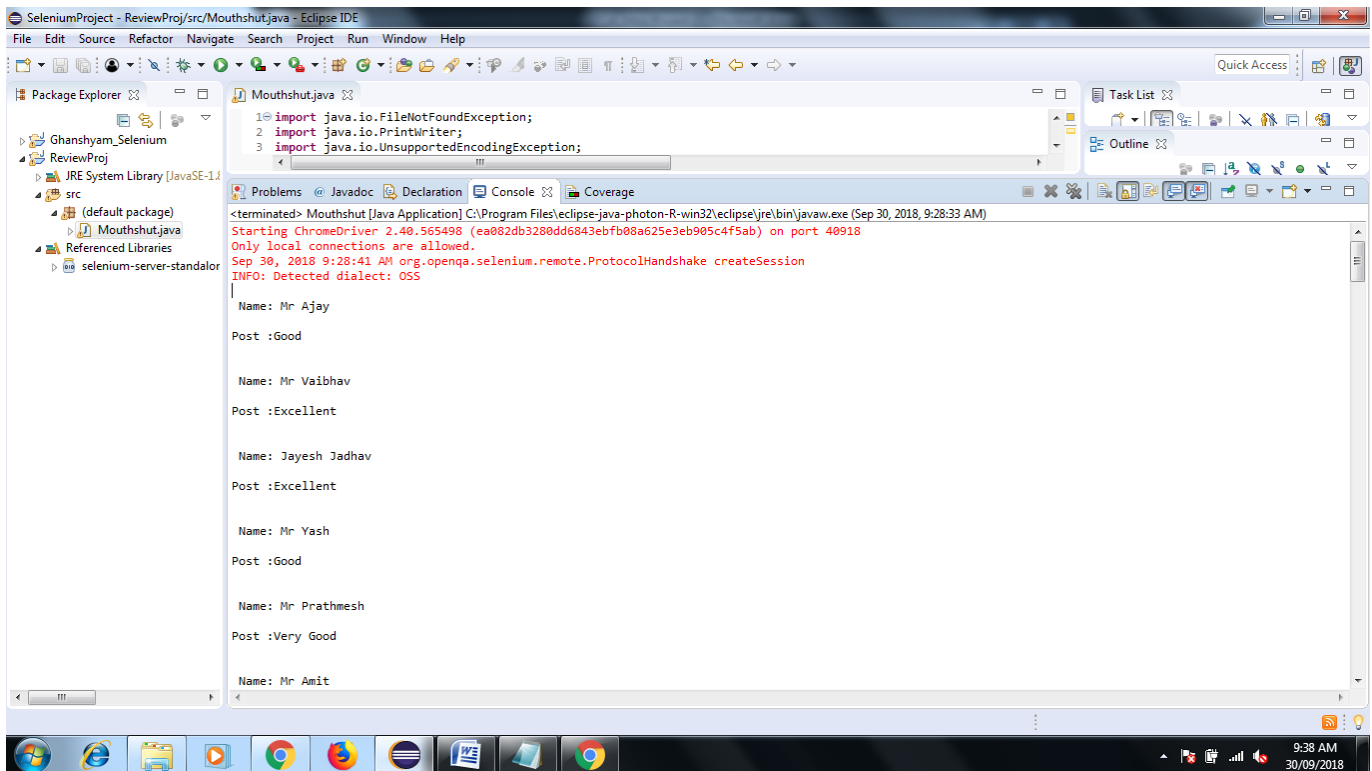 SeleniumProject - ReviewProj/src/Mouthshut.java - Eclipse IDE
File Edit Source Refactor Navigate Search Project Run Window Help
Quick Access
Package Explorer
Mouthshut.java
Task List
1 import java.io.FileNotFoundException;
2 import java.io.PrintWriter;
3 import java.io.UnsupportedEncodingException;
Outline
Ghanshyam_Selenium
ReviewProj
JRE System Library [JavaSE-1.8
src
(default package)
Mouthshut.java
Referenced Libraries
selenium-server-standalor
Problems @ Javadoc Declaration Console Coverage
<terminated> Mouthshut [Java Application] C:\Program Files\eclipse-java-photon-R-win32\eclipse\jre\bin\javaw.exe (Sep 30, 2018, 9:28:33 AM)
Starting ChromeDriver 2.40.565498 (ea082db3280dd6843ebfb08a625e3eb905c4f5ab) on port 40918
Only local connections are allowed.
Sep 30, 2018 9:28:41 AM org.openqa.selenium.remote.ProtocolHandshake createSession
INFO: Detected dialect: OSS
Name: Mr Ajay
Post :Good
Name: Mr Vaibhav
Post :Excellent
Name: Jayesh Jadhav
Post :Excellent
Name: Mr Yash
Post :Good
Name: Mr Prathmesh
Post :Very Good
Name: Mr Amit
9:38 AM
30/09/2018